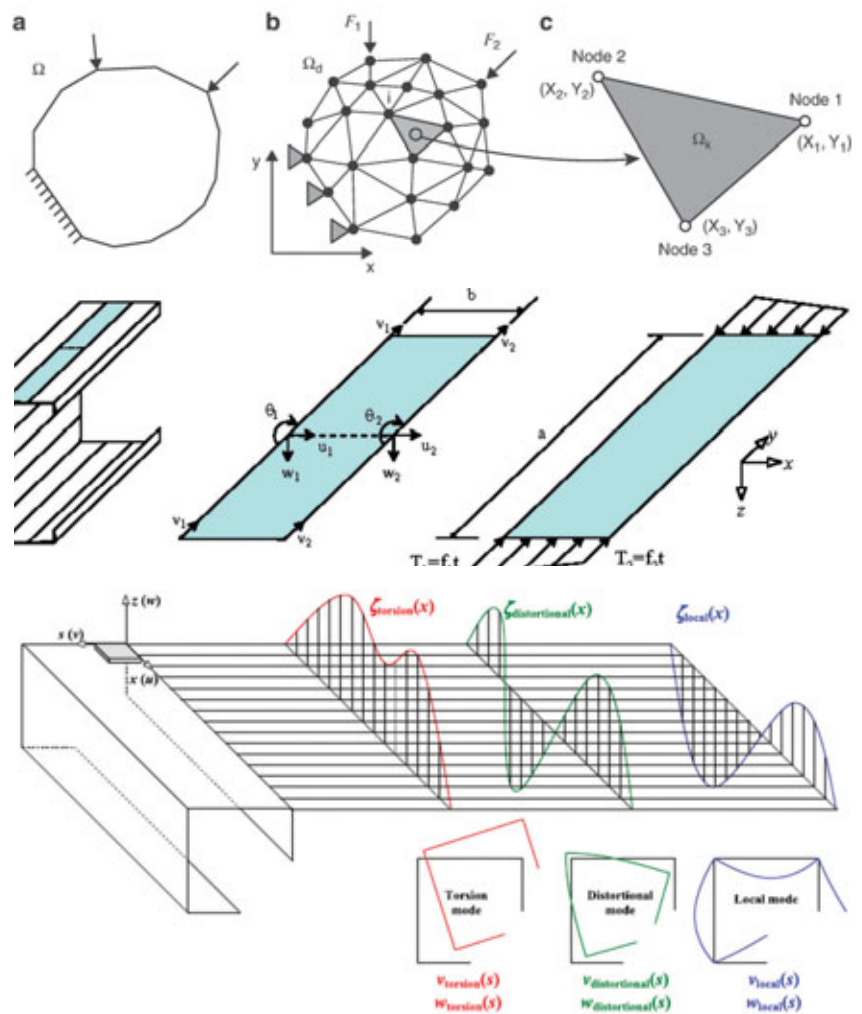 a
b
c
Ω
F₁
Ω_d
F₂
i
y
x
Node 2
(X₂, Y₂)
Node 1
(X₁, Y₁)
Ω_k
(X₃, Y₃)
Node 3
b
v₁
v₂
θ₁
θ₂
u₁
u₂
w₁
w₂
v₁
v₂
a
y
x
z
T₁=f₁t
T₂=f₂t
z (w)
s (v)
x (u)
ζtorsion(x)
ζdistortional(x)
ζlocal(x)
Torsion
mode
Distortional
mode
Local mode
vtorsion(s)
wtorsion(s)
vdistortional(s)
wdistortional(s)
vlocal(s)
wlocal(s)